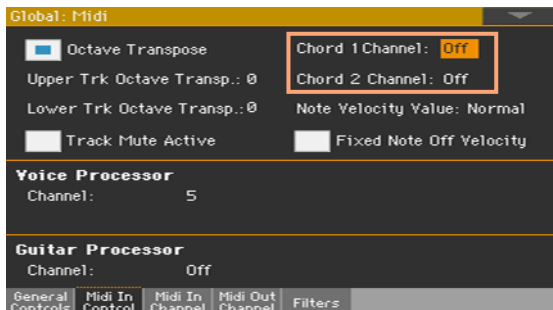 Global: Midi
Octave Transpose
Chord 1 Channel: Off
Upper Trk Octave Transp.: 0
Chord 2 Channel: Off
Lower Trk Octave Transp.: 0
Note Velocity Value: Normal
Track Mute Active
Fixed Note Off Velocity
Voice Processor
Channel: 5
Guitar Processor
Channel: Off
General Controls
Midi In Control
Midi In Channel
Midi Out Channel
Filters